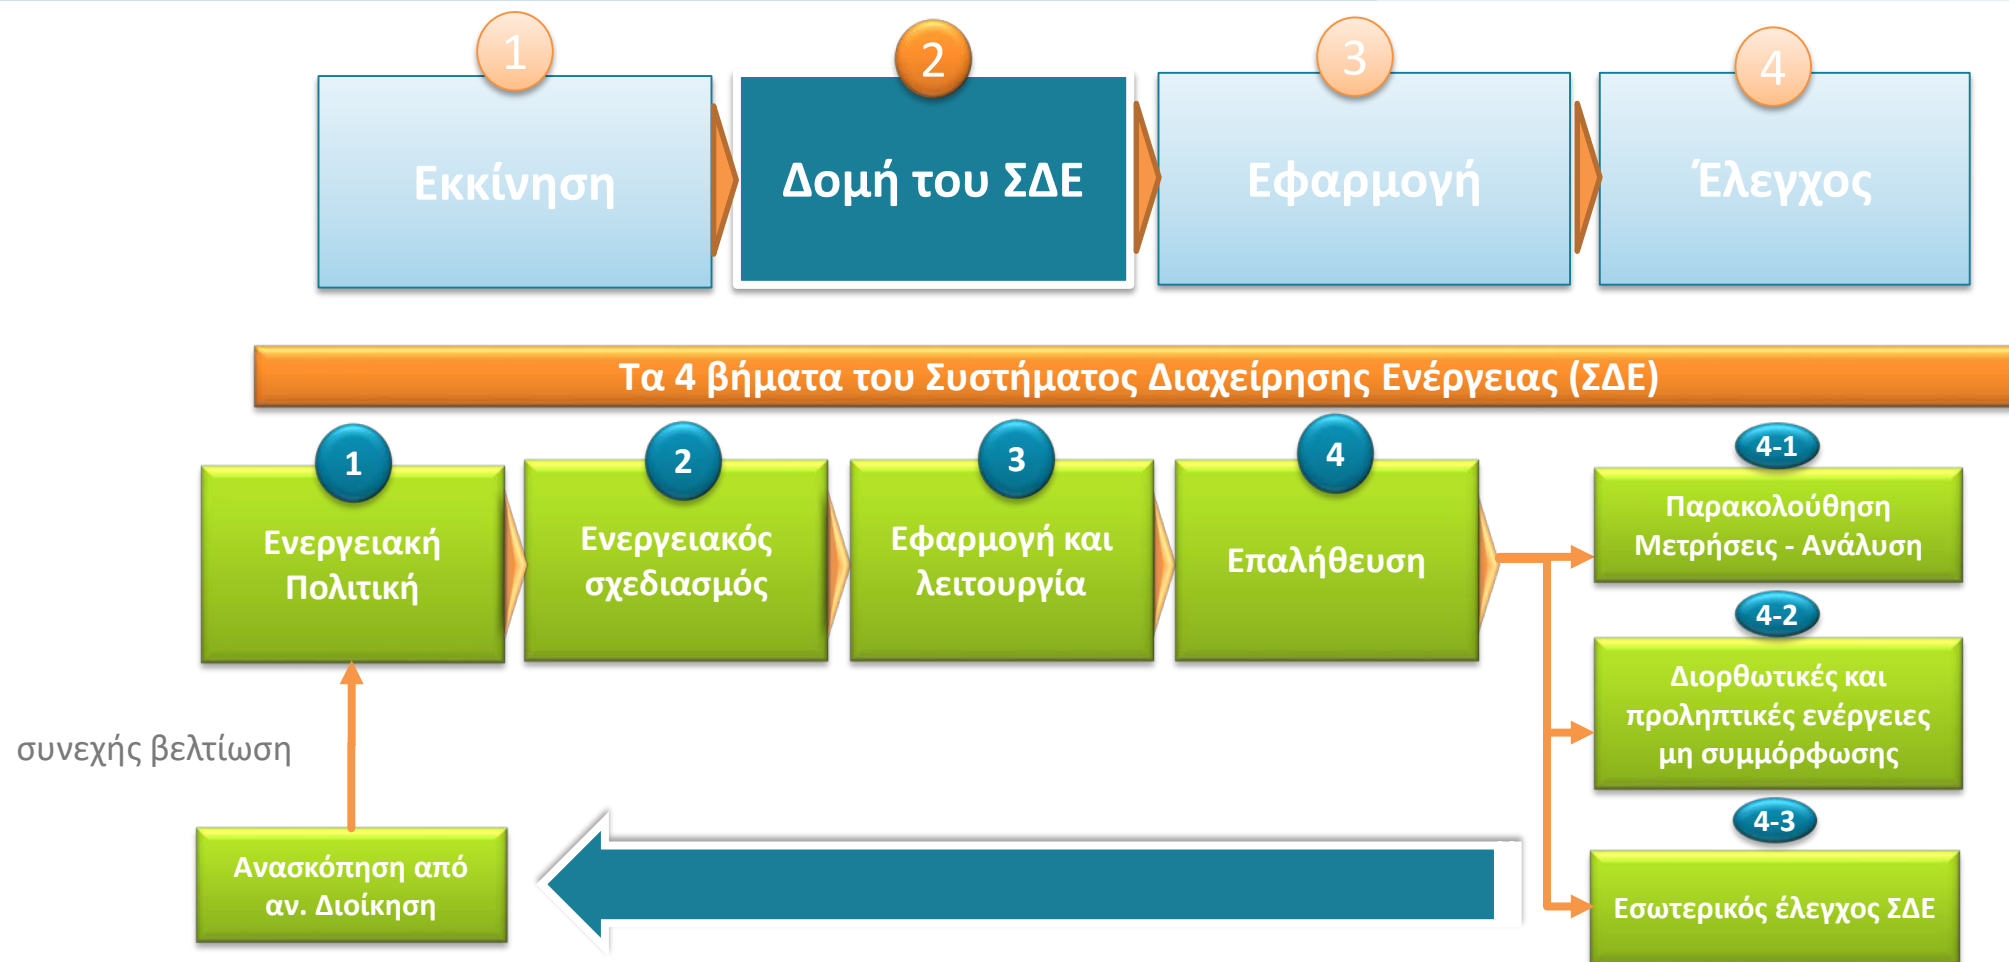 1
Εκκίνηση
2
Δομή του ΣΔΕ
3
Εφαρμογή
4
Έλεγχος
Τα 4 βήματα του Συστήματος Διαχείρησης Ενέργειας (ΣΔΕ)
1
Ενεργειακή
Πολιτική
2
Ενεργειακός
σχεδιασμός
3
Εφαρμογή και
λειτουργία
4
Επαλήθευση
4-1
Παρακολούθηση
Μετρήσεις - Ανάλυση
4-2
Διορθωτικές και
προληπτικές ενέργειες
μη συμμόρφωσης
4-3
Εσωτερικός έλεγχος ΣΔΕ
συνεχής βελτίωση
Ανασκόπηση από
αν. Διοίκηση